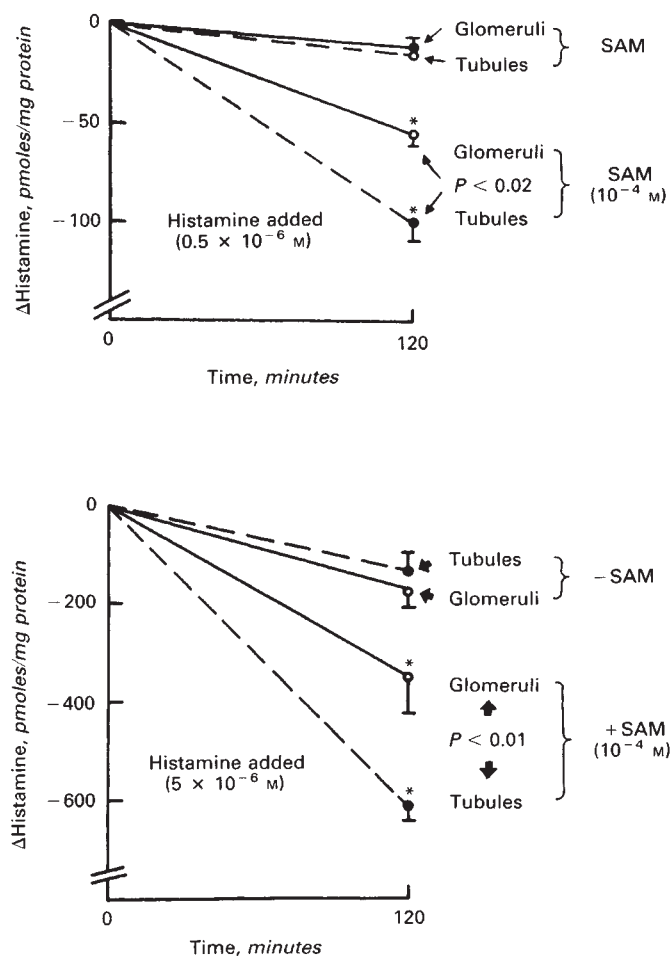 0
−50
−100
ΔHistamine, pmoles/mg protein
Histamine added
(0.5 × 10⁻⁶ M)
Glomeruli
Tubules
SAM
*
Glomeruli
P < 0.02
*
Tubules
SAM
(10⁻⁴ M)
0
120
Time, minutes
0
−200
−400
−600
ΔHistamine, pmoles/mg protein
Histamine added
(5 × 10⁻⁶ M)
Tubules
Glomeruli
−SAM
*
Glomeruli
P < 0.01
*
Tubules
+SAM
(10⁻⁴ M)
0
120
Time, minutes